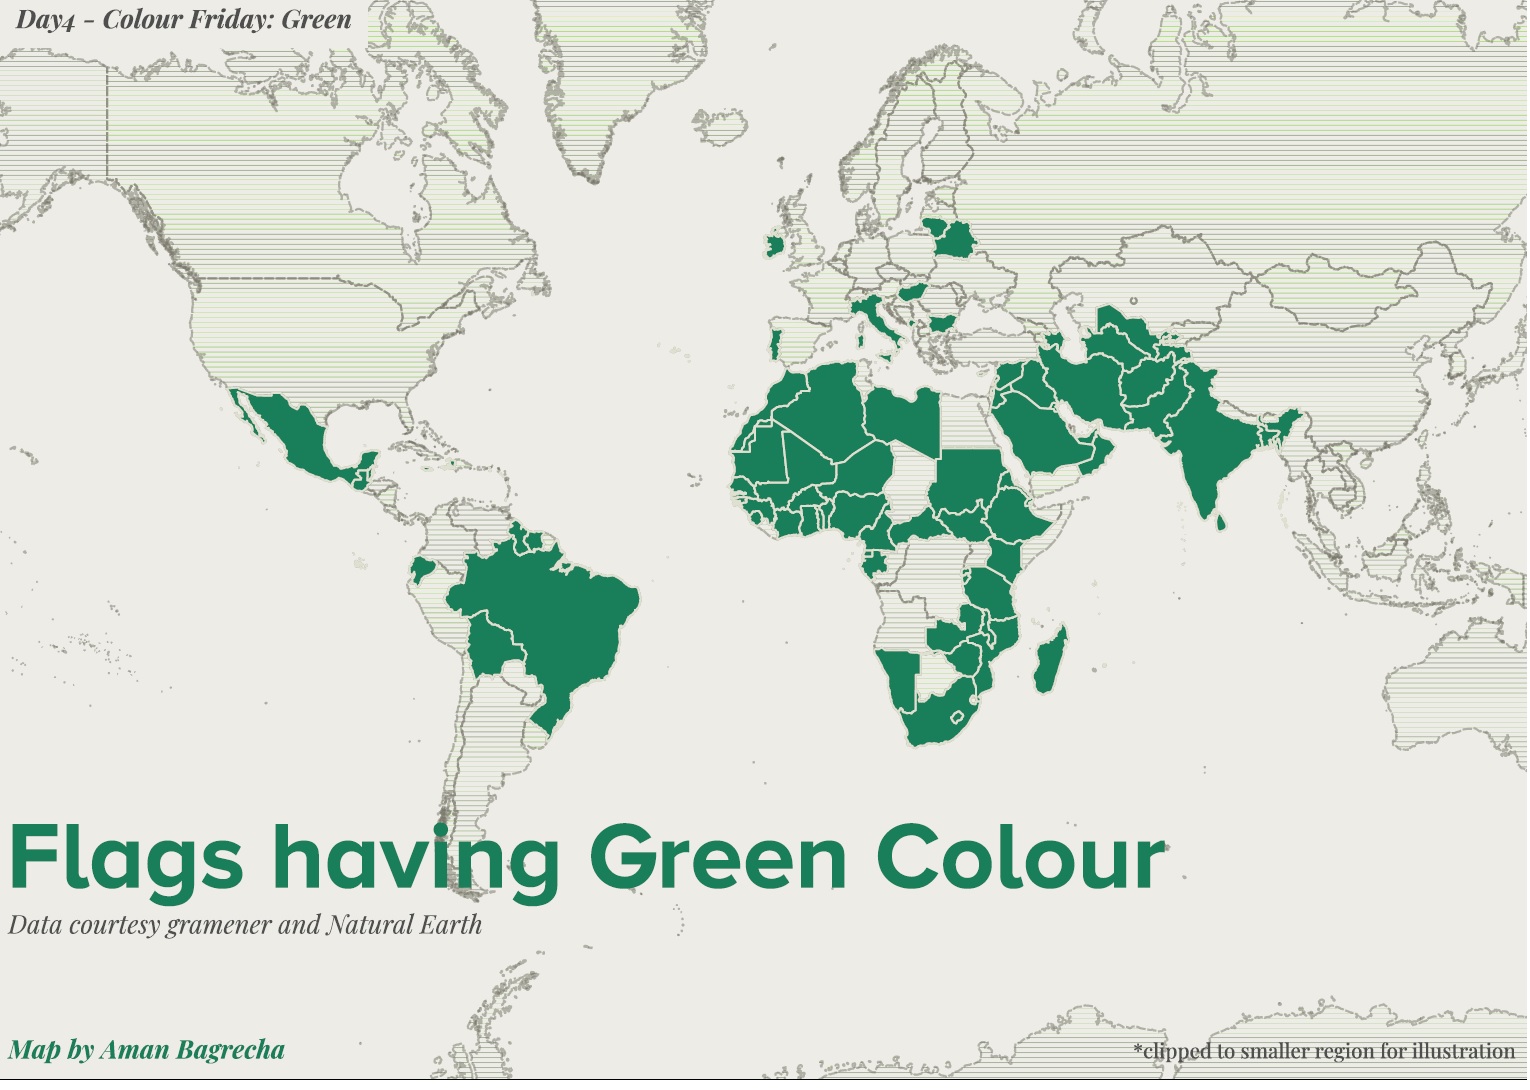 Day4 - Colour Friday: Green
Flags having Green Colour
Data courtesy gramener and Natural Earth
Map by Aman Bagrecha
*clipped to smaller region for illustration